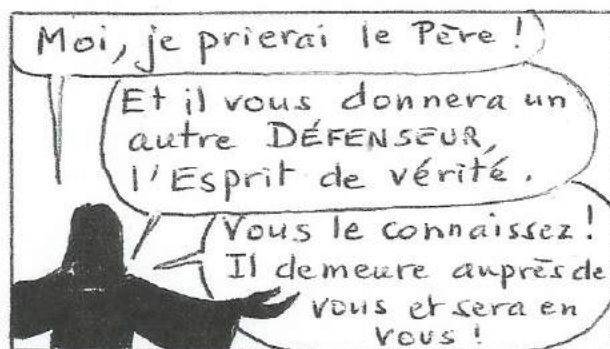 Moi, je prierai le Père !
Et il vous donnera un
autre DÉFENSEUR,
l'Esprit de vérité.
Vous le connaissez !
Il demeure auprès de
vous et sera en
vous !